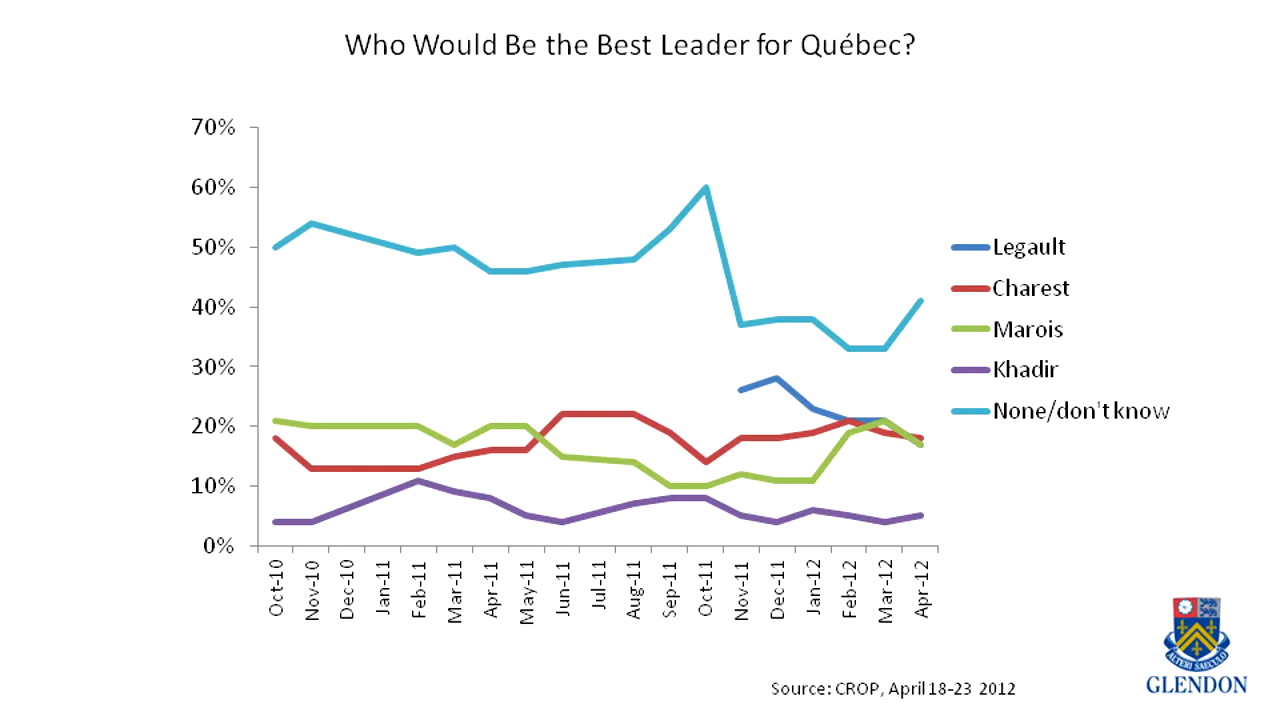 Who Would Be the Best Leader for Québec?
70%
60%
50%
40%
30%
20%
10%
0%
Oct-10
Nov-10
Dec-10
Jan-11
Feb-11
Mar-11
Apr-11
May-11
Jun-11
Jul-11
Aug-11
Sep-11
Oct-11
Nov-11
Dec-11
Jan-12
Feb-12
Mar-12
Apr-12
Legault
Charest
Marois
Khadir
None/don't know
ALTERI SAECULO
GLENDON
Source: CROP, April 18-23 2012